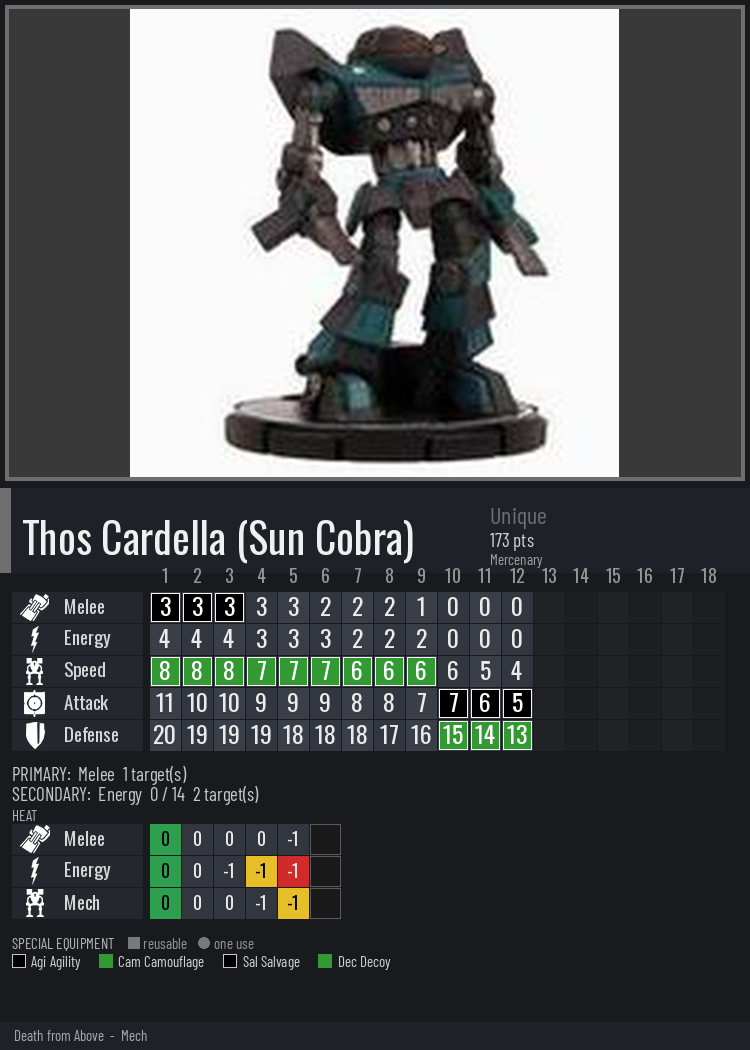 Thos Cardella (Sun Cobra)
Unique
173 pts
Mercenary
1 2 3 4 5 6 7 8 9 10 11 12 13 14 15 16 17 18
Melee 3 3 3 3 3 2 2 2 1 0 0 0
Energy 4 4 4 3 3 3 2 2 2 0 0 0
Speed 8 8 8 7 7 7 6 6 6 6 5 4
Attack 11 10 10 9 9 9 8 8 7 7 6 5
Defense 20 19 19 19 18 18 18 17 16 15 14 13
PRIMARY: Melee 1 target(s)
SECONDARY: Energy 0 / 14 2 target(s)
HEAT
Melee 0 0 0 0 -1
Energy 0 0 -1 -1 -1
Mech 0 0 0 -1 -1
SPECIAL EQUIPMENT reusable one use
Agi Agility Cam Camouflage Sal Salvage Dec Decoy
Death from Above - Mech